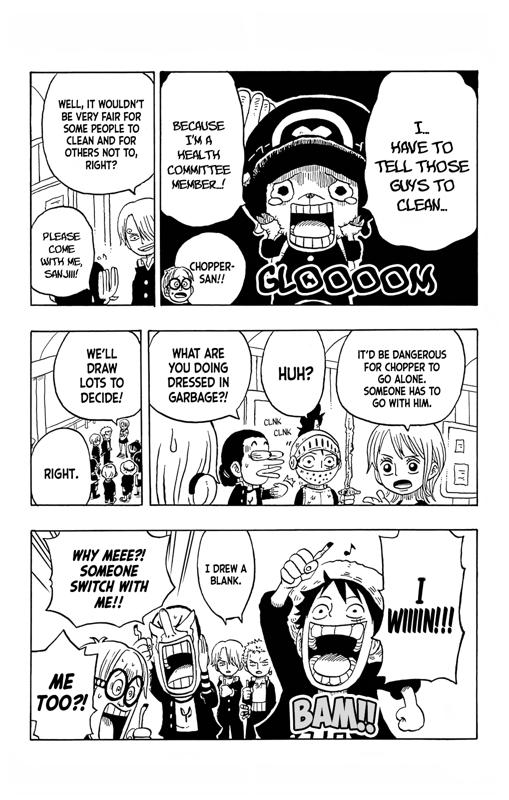 I...
HAVE TO
TELL THOSE
GUYS TO
CLEAN...
BECAUSE
I'M A
HEALTH
COMMITTEE
MEMBER..!
GLOOOOM
CHOPPER-
SAN!!
WELL, IT WOULDN'T
BE VERY FAIR FOR
SOME PEOPLE TO
CLEAN AND FOR
OTHERS NOT TO,
RIGHT?
PLEASE
COME
WITH ME,
SANJIII!
IT'D BE DANGEROUS
FOR CHOPPER TO
GO ALONE.
SOMEONE HAS TO
GO WITH HIM.
HUH?
CLNK
CLNK
WHAT ARE
YOU DOING
DRESSED IN
GARBAGE?!
WE'LL
DRAW
LOTS TO
DECIDE!
RIGHT.
I
WIIIIN!!!
BAM!!
I DREW A
BLANK.
WHY MEEE?!
SOMEONE
SWITCH WITH
ME!!
ME
TOO?!